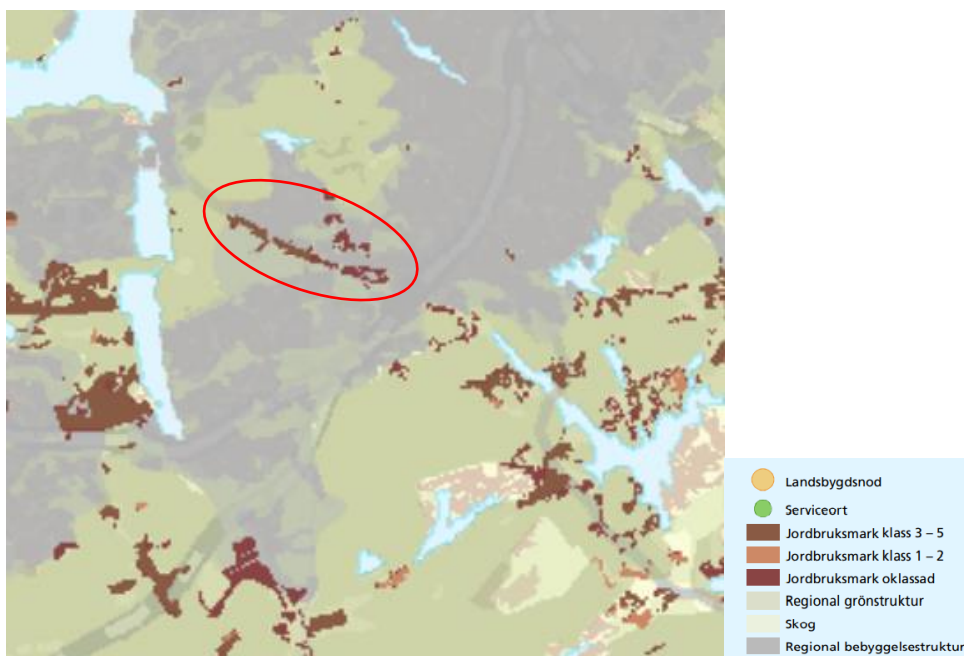 Landsbygdsnod
Serviceort
Jordbruksmark klass 3 – 5
Jordbruksmark klass 1 – 2
Jordbruksmark oklassad
Regional grönstruktur
Skog
Regional bebyggelsestruktur